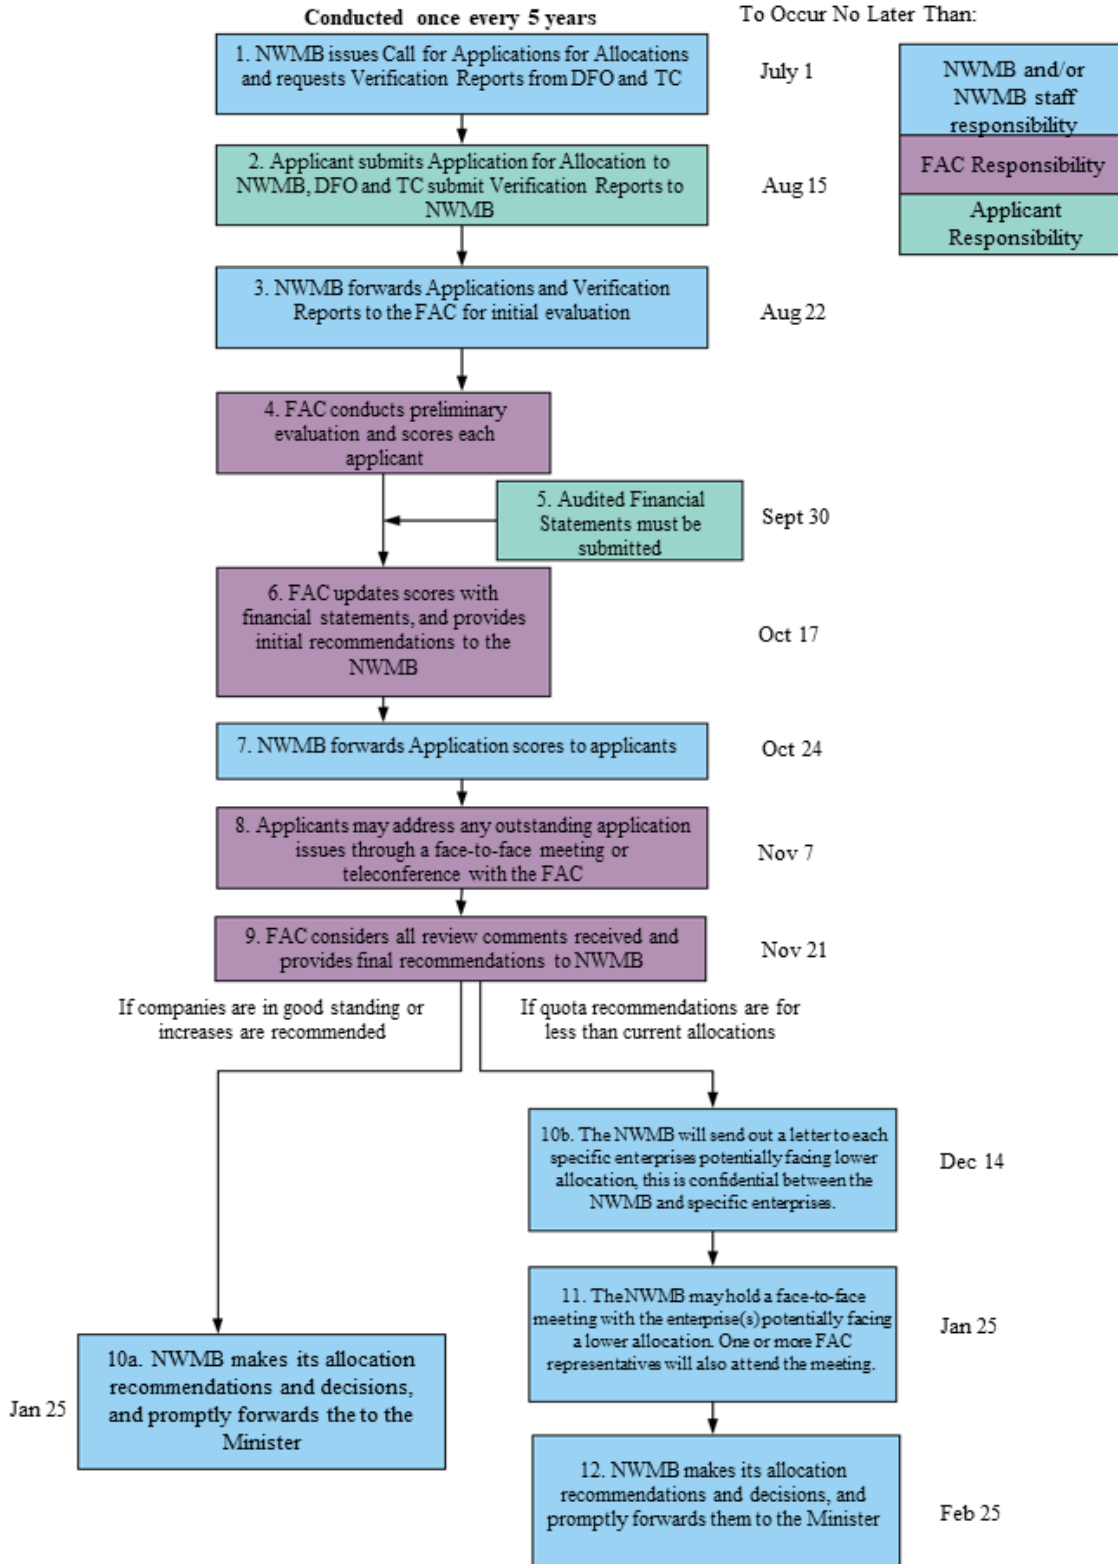 Conducted once every 5 years
To Occur No Later Than:
1. NWMB issues Call for Applications for Allocations
and requests Verification Reports from DFO and TC
July 1
NWMB and/or
NWMB staff
responsibility
FAC Responsibility
Applicant
Responsibility
2. Applicant submits Application for Allocation to
NWMB, DFO and TC submit Verification Reports to
NWMB
Aug 15
3. NWMB forwards Applications and Verification
Reports to the FAC for initial evaluation
Aug 22
4. FAC conducts preliminary
evaluation and scores each
applicant
5. Audited Financial
Statements must be
submitted
Sept 30
6. FAC updates scores with
financial statements, and provides
initial recommendations to the
NWMB
Oct 17
7. NWMB forwards Application scores to applicants
Oct 24
8. Applicants may address any outstanding application
issues through a face-to-face meeting or
teleconference with the FAC
Nov 7
9. FAC considers all review comments received and
provides final recommendations to NWMB
Nov 21
If companies are in good standing or
increases are recommended
If quota recommendations are for
less than current allocations
10b. The NWMB will send out a letter to each
specific enterprises potentially facing lower
allocation, this is confidential between the
NWMB and specific enterprises.
Dec 14
11. The NWMB may hold a face-to-face
meeting with the enterprise(s) potentially facing
a lower allocation. One or more FAC
representatives will also attend the meeting.
Jan 25
10a. NWMB makes its allocation
recommendations and decisions,
and promptly forwards the to the
Minister
Jan 25
12. NWMB makes its allocation
recommendations and decisions, and
promptly forwards them to the Minister
Feb 25